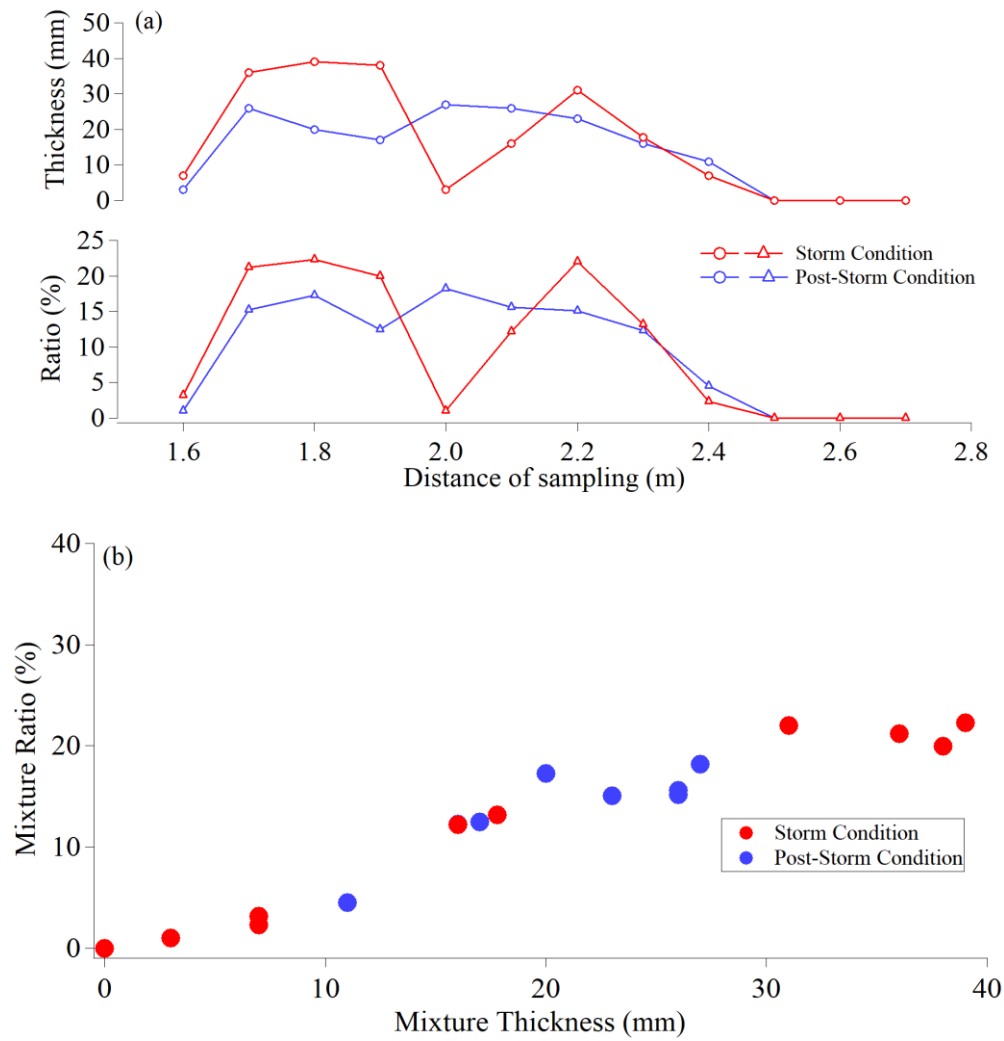 (a)
Thickness (mm)
50
40
30
20
10
0
Ratio (%)
25
20
15
10
5
0
Storm Condition
Post-Storm Condition
1.6 1.8 2.0 2.2 2.4 2.6 2.8
Distance of sampling (m)
(b)
Mixture Ratio (%)
40
30
20
10
0
Storm Condition
Post-Storm Condition
0 10 20 30 40
Mixture Thickness (mm)